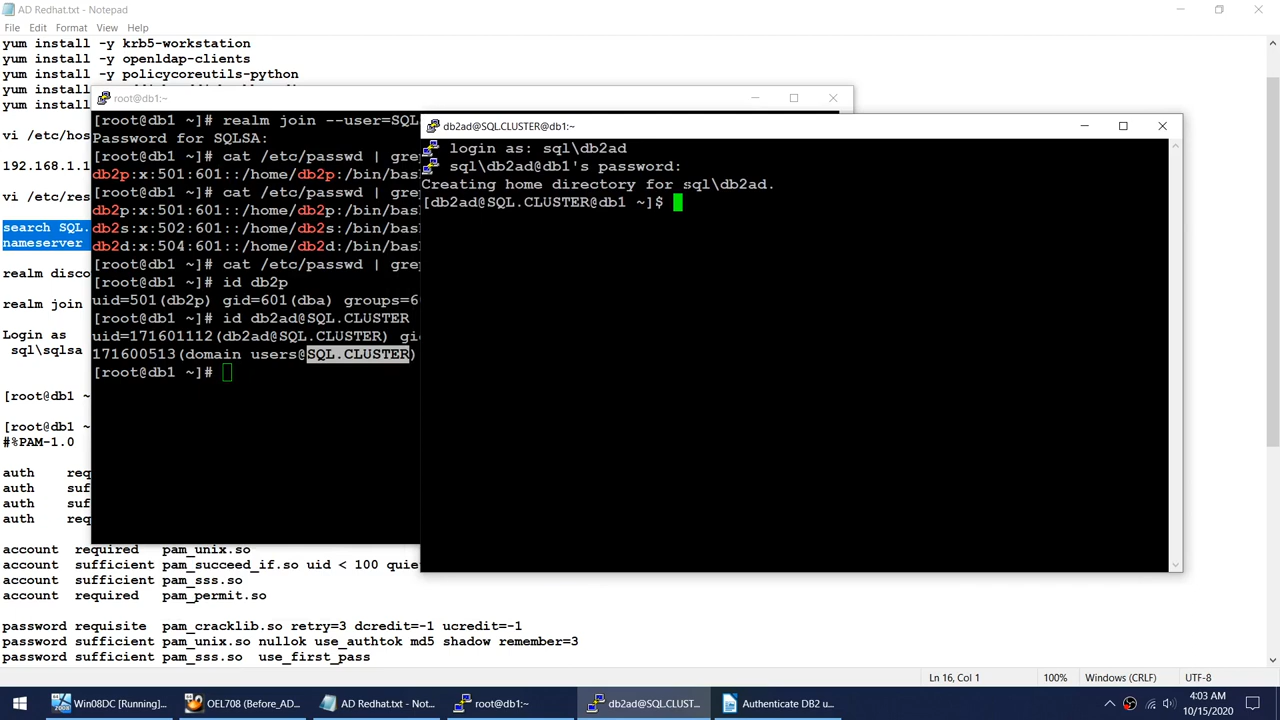 AD Redhat.txt - Notepad
File Edit Format View Help
yum install -y krb5-workstation
yum install -y openldap-clients
yum install -y policycoreutils-python
yum install
yum install
vi /etc/hos
192.168.1.1
vi /etc/res
search SQL.
nameserver
realm disco
realm join
Login as
sql\sqlsa
[root@db1 ~
[root@db1 ~
#%PAM-1.0
auth req
auth suf
auth suf
auth req
account required pam_unix.so
account sufficient pam_succeed_if.so uid < 100 quie
account sufficient pam_sss.so
account required pam_permit.so
password requisite pam_cracklib.so retry=3 dcredit=-1 ucredit=-1
password sufficient pam_unix.so nullok use_authtok md5 shadow remember=3
password sufficient pam_sss.so use_first_pass
root@db1:~
[root@db1 ~]# realm join --user=SQL
Password for SQLSA:
[root@db1 ~]# cat /etc/passwd | gre
db2p:x:501:601::/home/db2p:/bin/bas
[root@db1 ~]# cat /etc/passwd | gre
db2p:x:501:601::/home/db2p:/bin/bas
db2s:x:502:601::/home/db2s:/bin/bas
db2d:x:504:601::/home/db2d:/bin/bas
[root@db1 ~]# cat /etc/passwd | gre
[root@db1 ~]# id db2p
uid=501(db2p) gid=601(dba) groups=6
[root@db1 ~]# id db2ad@SQL.CLUSTER
uid=171601112(db2ad@SQL.CLUSTER) gi
171600513(domain users@SQL.CLUSTER)
[root@db1 ~]#
db2ad@SQL.CLUSTER@db1:~
login as: sql\db2ad
sql\db2ad@db1's password:
Creating home directory for sql\db2ad.
[db2ad@SQL.CLUSTER@db1 ~]$
Ln 16, Col 1 100% Windows (CRLF) UTF-8
Win08DC [Running]... OEL708 (Before_AD... AD Redhat.txt - Not... root@db1:~ db2ad@SQL.CLUST... Authenticate DB2 u...
4:03 AM
10/15/2020